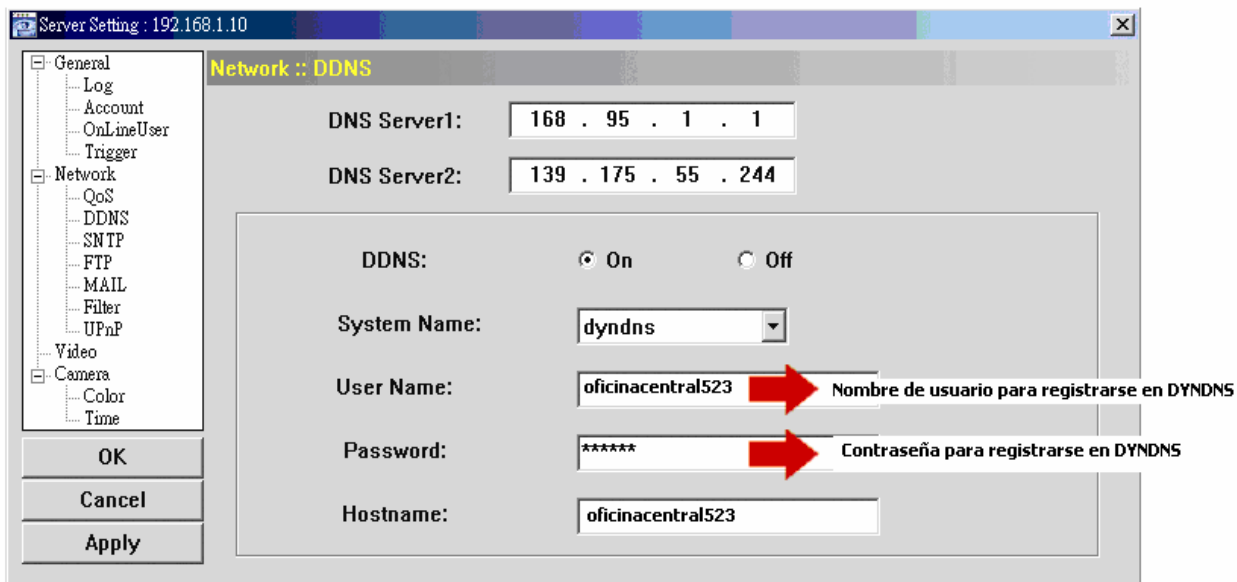 Server Setting : 192.168.1.10
General
Log
Account
OnLineUser
Trigger
Network
QoS
DDNS
SNTP
FTP
MAIL
Filter
UPnP
Video
Camera
Color
Time
OK
Cancel
Apply
Network :: DDNS
DNS Server1: 168 . 95 . 1 . 1
DNS Server2: 139 . 175 . 55 . 244
DDNS: On Off
System Name: dyndns
User Name: oficinacentral523 Nombre de usuario para registrarse en DYNDNS
Password: ****** Contraseña para registrarse en DYNDNS
Hostname: oficinacentral523